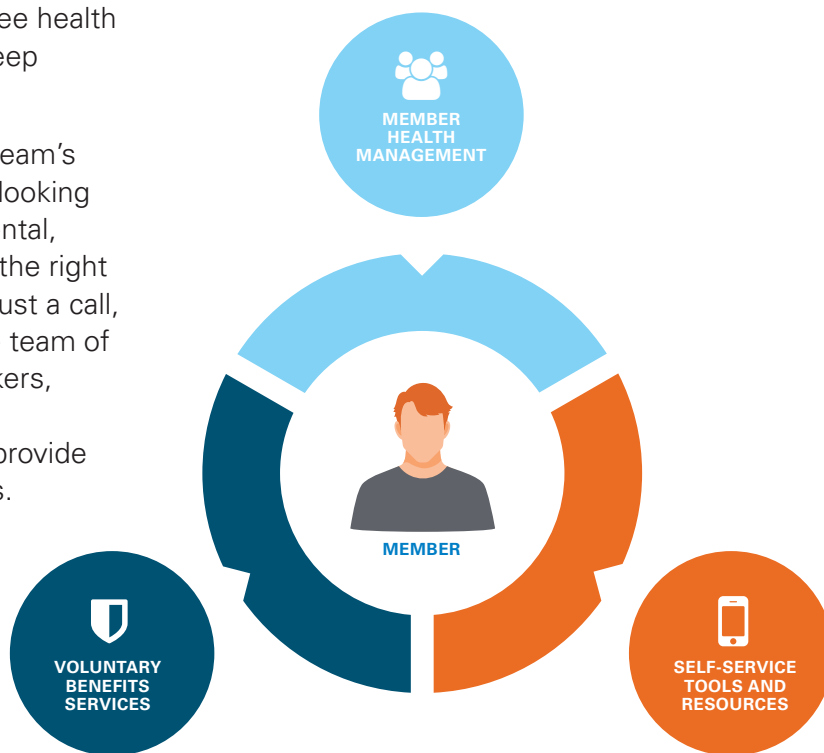 ee health
eep
eam’s
looking
ntal,
the right
ust a call,
team of
kers,
provide
s.
MEMBER
HEALTH
MANAGEMENT
MEMBER
VOLUNTARY
BENEFITS
SERVICES
SELF-SERVICE
TOOLS AND
RESOURCES